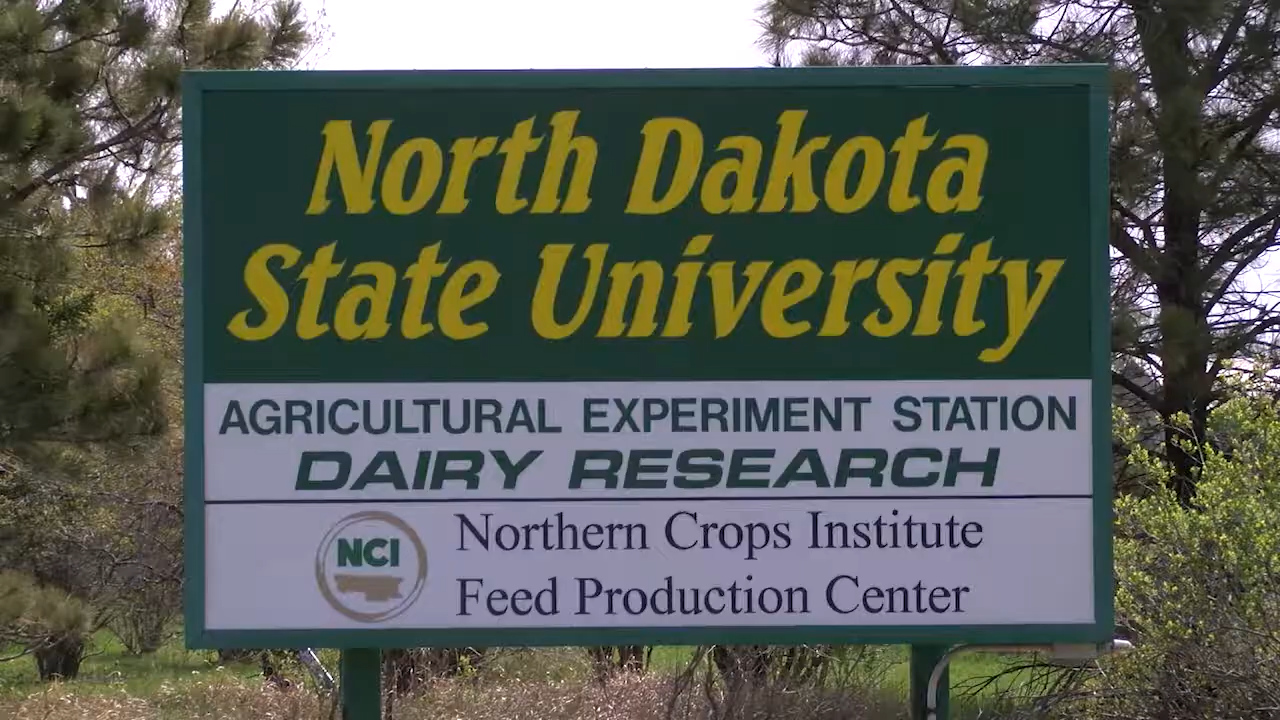 North Dakota
State University
AGRICULTURAL EXPERIMENT STATION
DAIRY RESEARCH
NCI
Northern Crops Institute
Feed Production Center